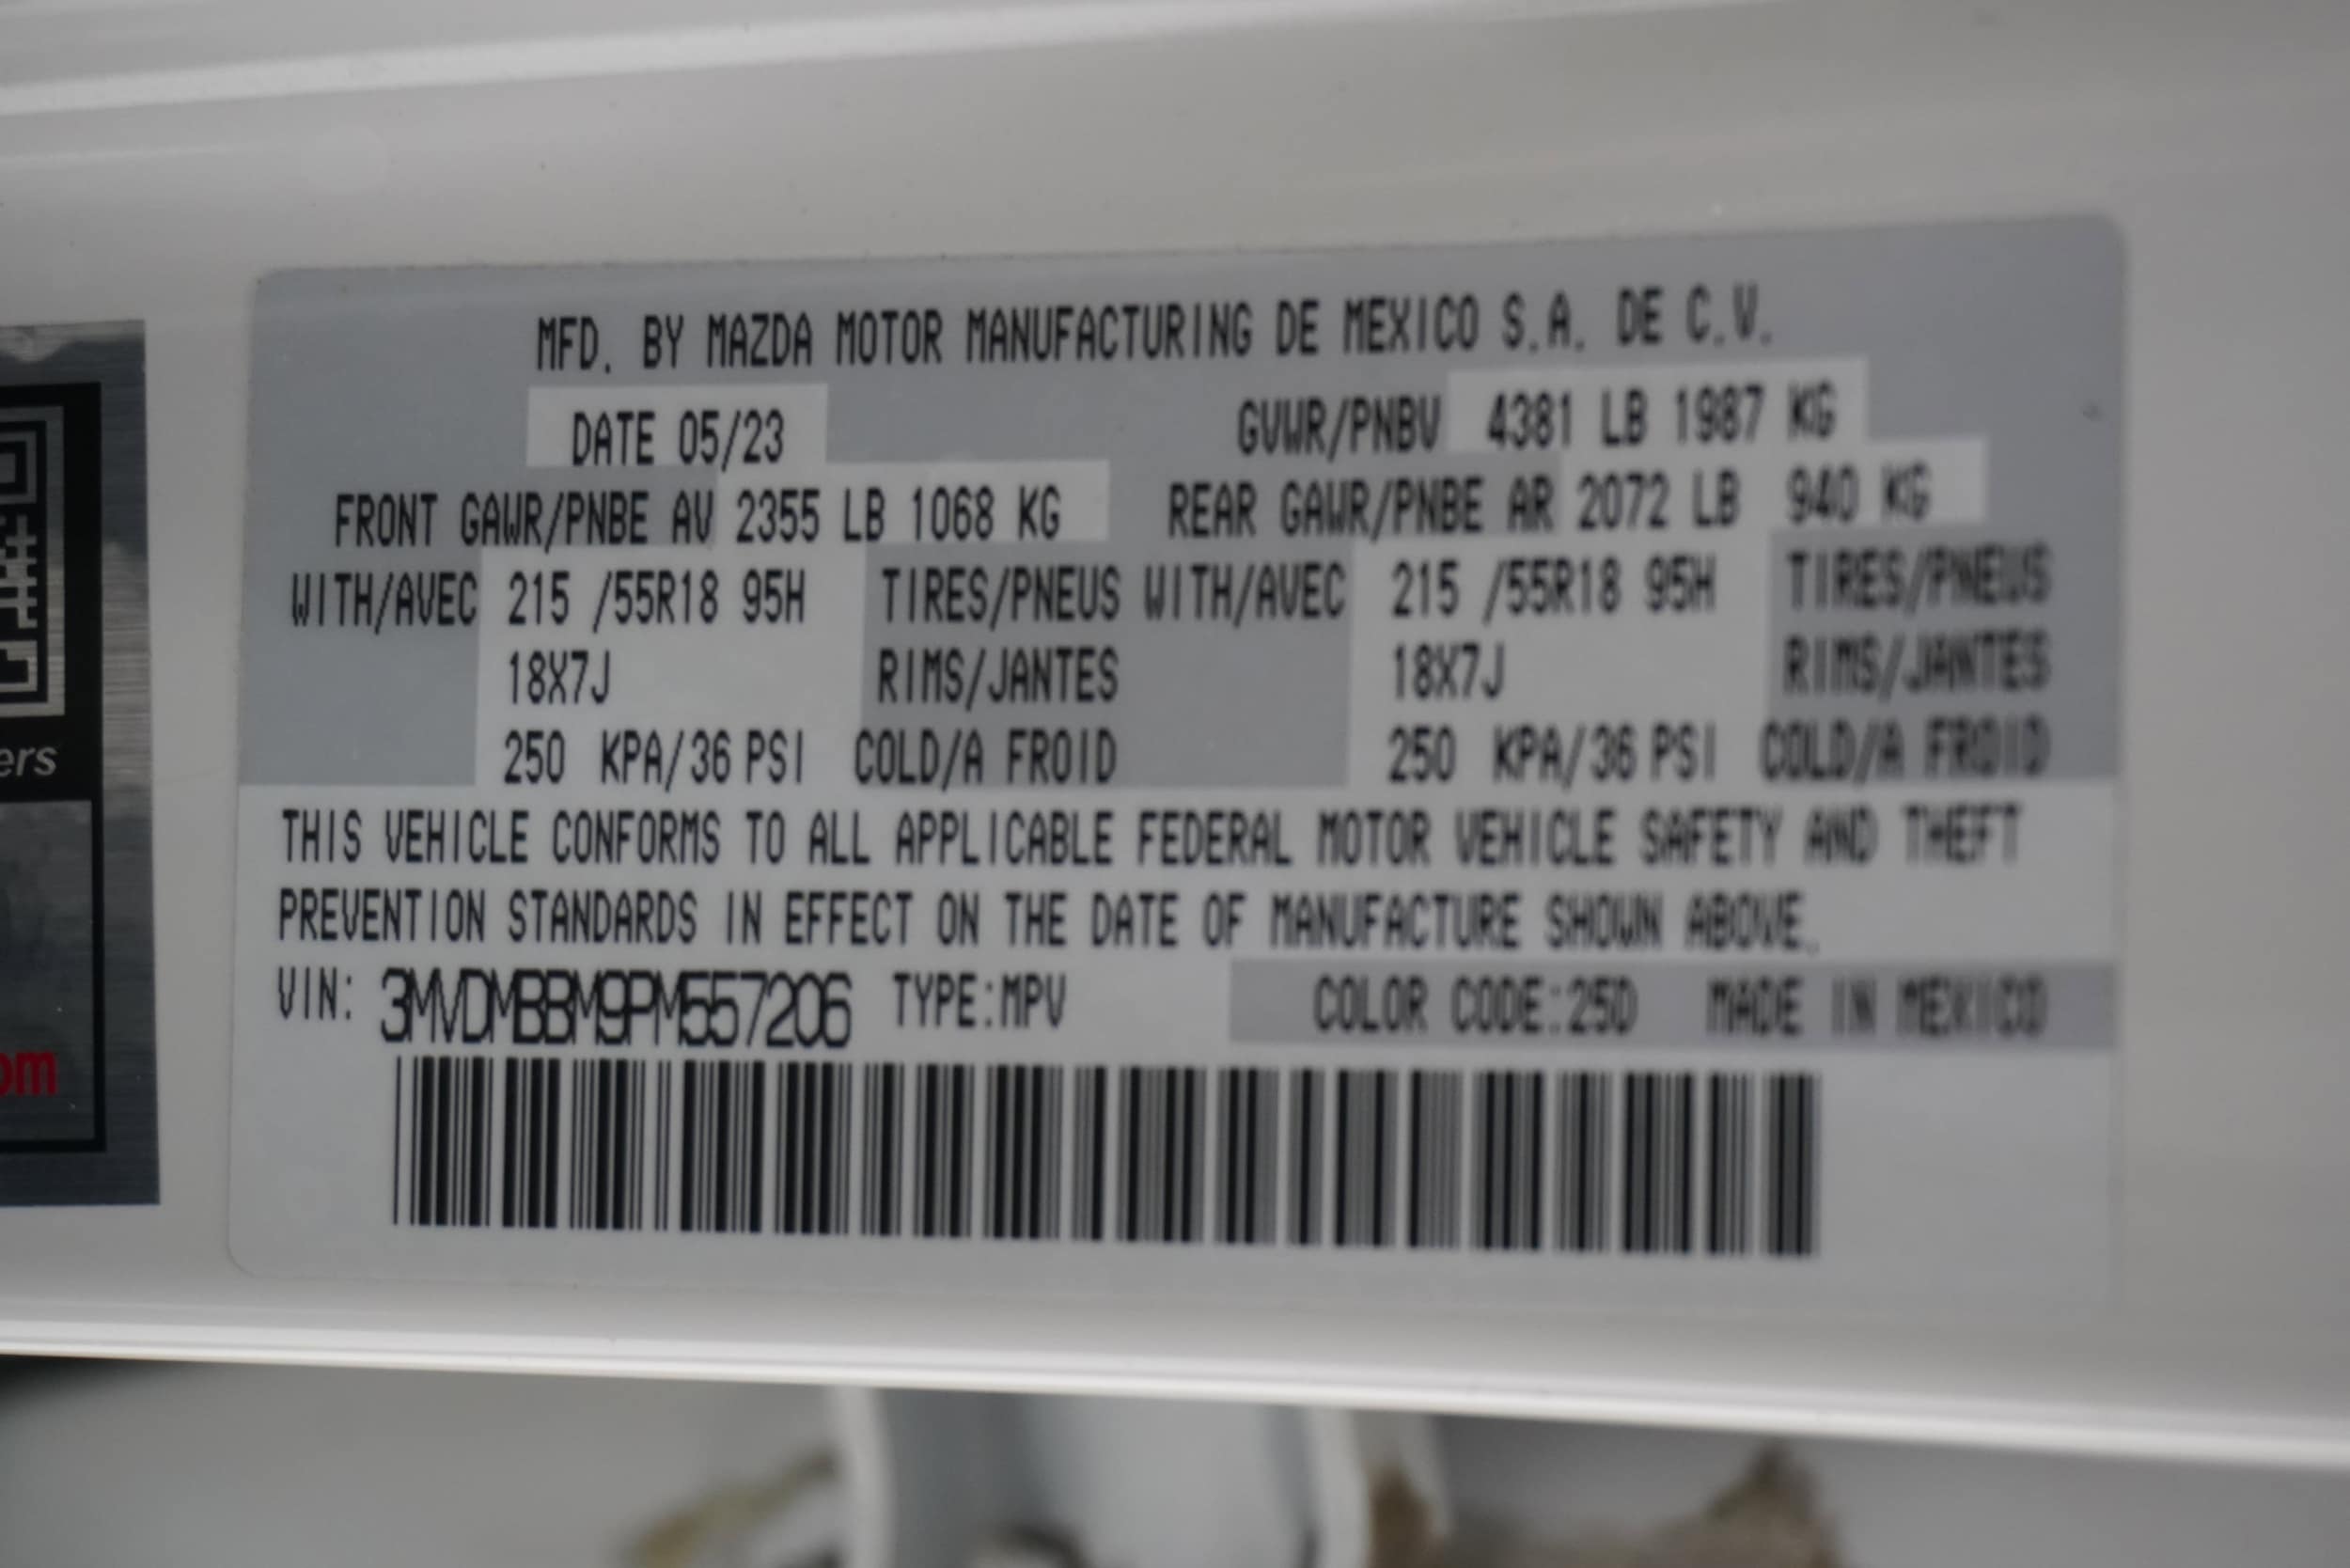 MFD. BY MAZDA MOTOR MANUFACTURING DE MEXICO S.A. DE C.V.
DATE 05/23 GVWR/PNBV 4381 LB 1987 KG
FRONT GAWR/PNBE AV 2355 LB 1068 KG REAR GAWR/PNBE AR 2072 LB 940 KG
WITH/AVEC 215 /55R18 95H TIRES/PNEUS WITH/AVEC 215 /55R18 95H TIRES/PNEUS
18X7J RIMS/JANTES 18X7J RIMS/JANTES
250 KPA/36 PSI COLD/A FROID 250 KPA/36 PSI COLD/A FROID
THIS VEHICLE CONFORMS TO ALL APPLICABLE FEDERAL MOTOR VEHICLE SAFETY AND THEFT
PREVENTION STANDARDS IN EFFECT ON THE DATE OF MANUFACTURE SHOWN ABOVE.
VIN: 3MVDMBBM9PM557206 TYPE:MPV COLOR CODE:25D MADE IN MEXICO
ers
om